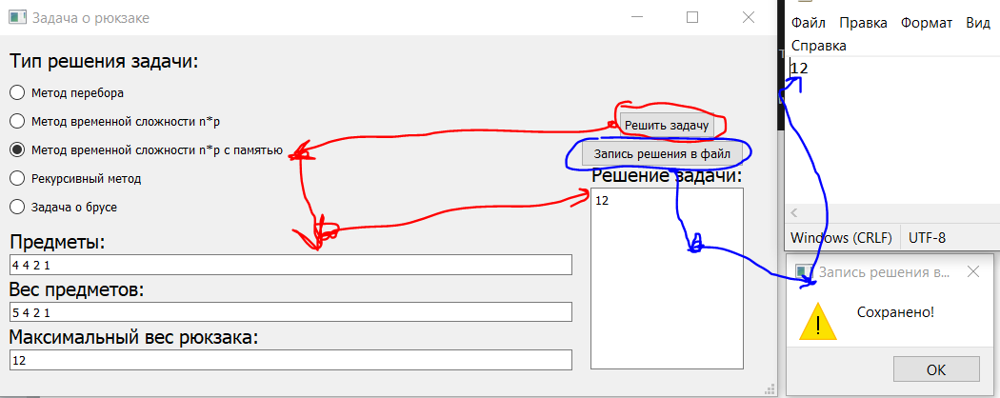 Задача о рюкзаке
Тип решения задачи:
Метод перебора
Метод временной сложности n*p
Метод временной сложности n*p с памятью
Рекурсивный метод
Задача о брусе
Предметы:
4 4 2 1
Вес предметов:
5 4 2 1
Максимальный вес рюкзака:
12
Решить задачу
Запись решения в файл
Решение задачи:
12
Файл Правка Формат Вид
Справка
12
Windows (CRLF) UTF-8
Запись решения в...
Сохранено!
OK